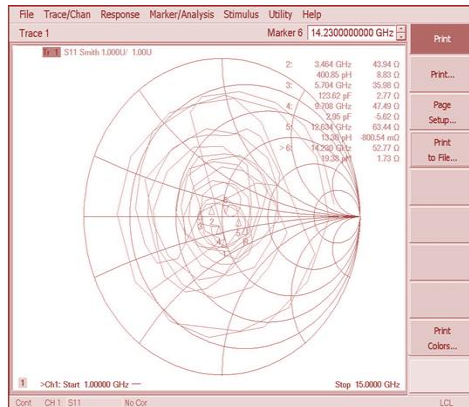 File Trace/Chan Response Marker/Analysis Stimulus Utility Help
Trace 1
Marker 6 14.2300000000 GHz
Print
Tr 1 S11 Smith 1.000U/ 1.00U
2: 3.464 GHz 43.94 Ω
400.85 pH 8.83 Ω
3: 5.704 GHz 35.98 Ω
123.62 pF 2.77 Ω
4: 9.708 GHz 47.49 Ω
2.95 pF -5.62 Ω
5: 12.634 GHz 63.44 Ω
-800.54 mΩ
> 6: 14.230 GHz 52.77 Ω
19.38 pH 1.73 Ω
Print...
Page
Setup...
Print
to File...
Print
Colors...
1 >Ch1: Start 1.00000 GHz Stop 15.0000 GHz
Cont CH 1 S11 No Cor LCL